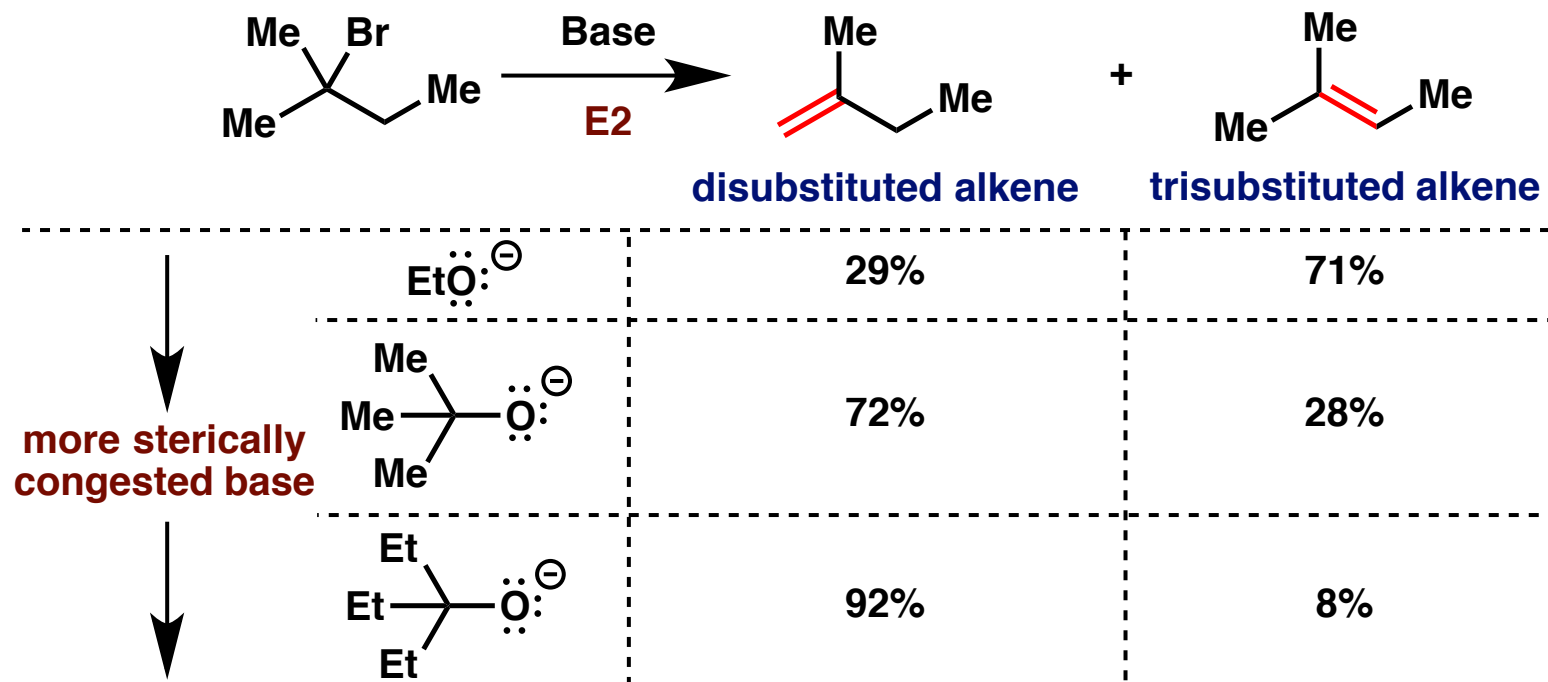 Me Br Me Me
Base
E2
Me Me
+
Me Me Me
disubstituted alkene
trisubstituted alkene
EtO: ⊖
29%
71%
more sterically
congested base
Me Me Me O: ⊖
72%
28%
Et Et Et O: ⊖
92%
8%